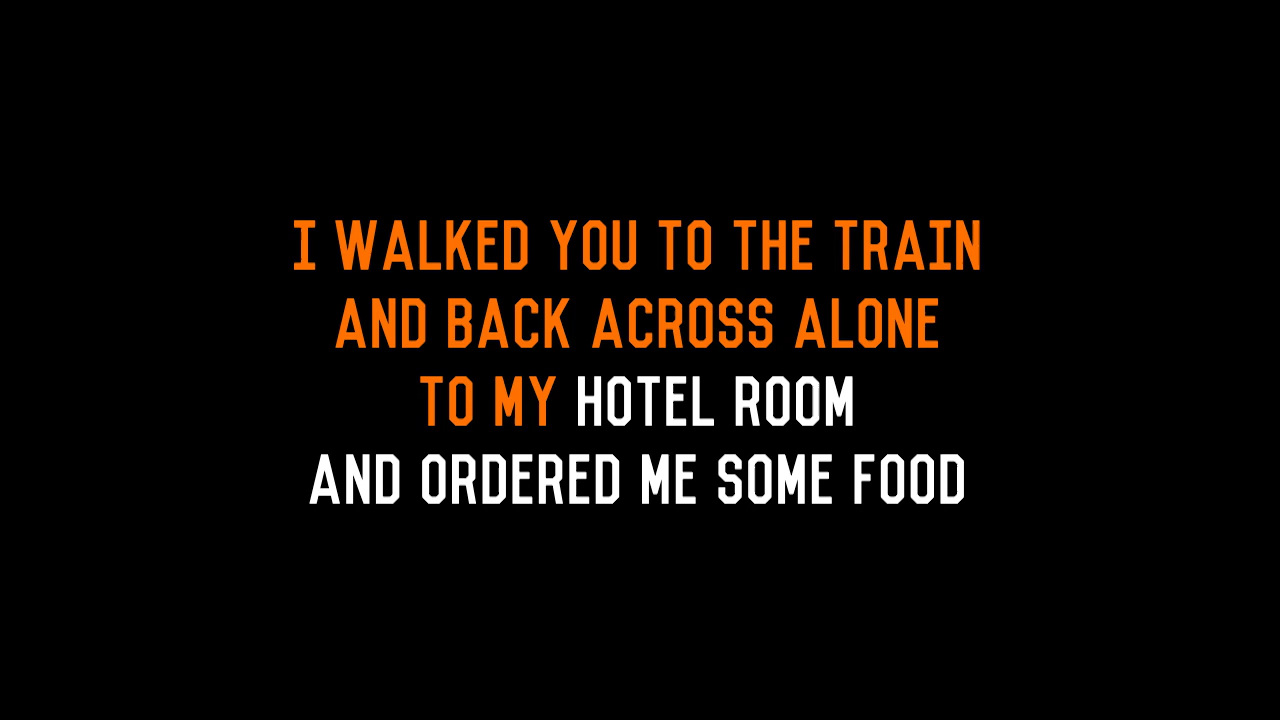 I WALKED YOU TO THE TRAIN
AND BACK ACROSS ALONE
TO MY HOTEL ROOM
AND ORDERED ME SOME FOOD